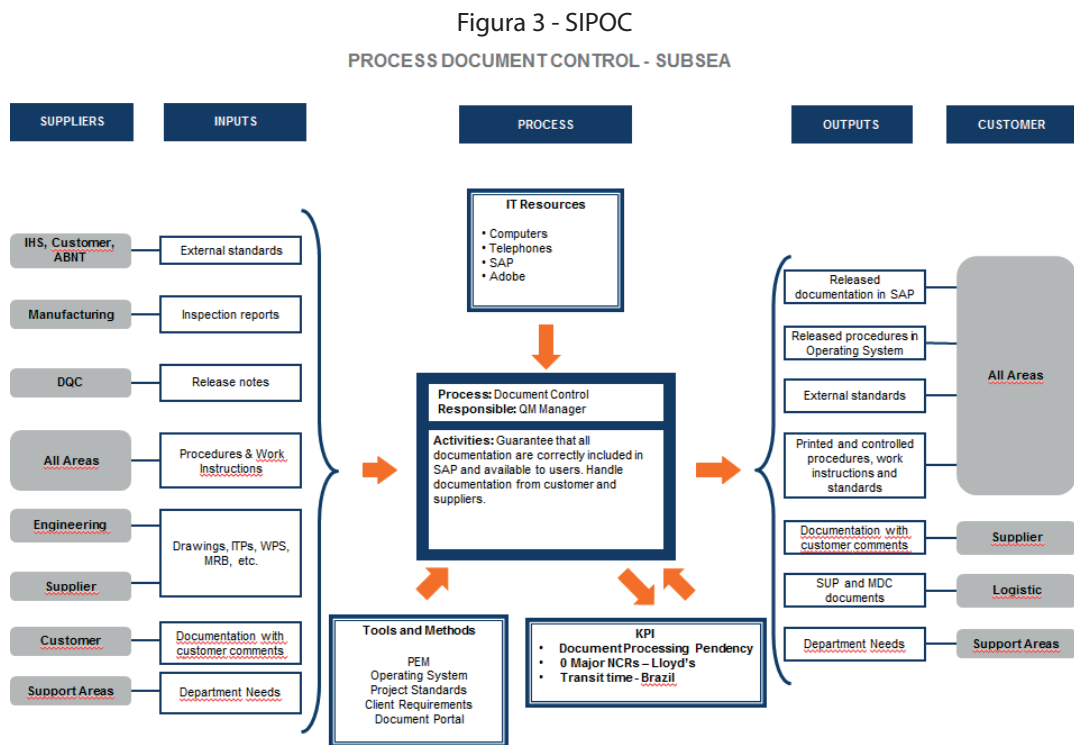 Figura 3 - SIPOC
PROCESS DOCUMENT CONTROL - SUBSEA
SUPPLIERS
INPUTS
PROCESS
OUTPUTS
CUSTOMER
IHS, Customer,
ABNT
External standards
Manufacturing
Inspection reports
DQC
Release notes
All Areas
Procedures & Work
Instructions
Engineering
Supplier
Drawings, ITPs, WPS,
MRB, etc.
Customer
Documentation with
customer comments
Support Areas
Department Needs
IT Resources
• Computers
• Telephones
• SAP
• Adobe
Process: Document Control
Responsible: QM Manager
Activities: Guarantee that all
documentation are correctly included in
SAP and available to users. Handle
documentation from customer and
suppliers.
Tools and Methods
PEM
Operating System
Project Standards
Client Requirements
Document Portal
KPI
• Document Processing Pendency
• 0 Major NCRs – Lloyd's
• Transit time - Brazil
Released
documentation in SAP
Released procedures in
Operating System
External standards
Printed and controlled
procedures, work
instructions and
standards
All Areas
Documentation with
customer comments
Supplier
SUP and MDC
documents
Logistic
Department Needs
Support Areas